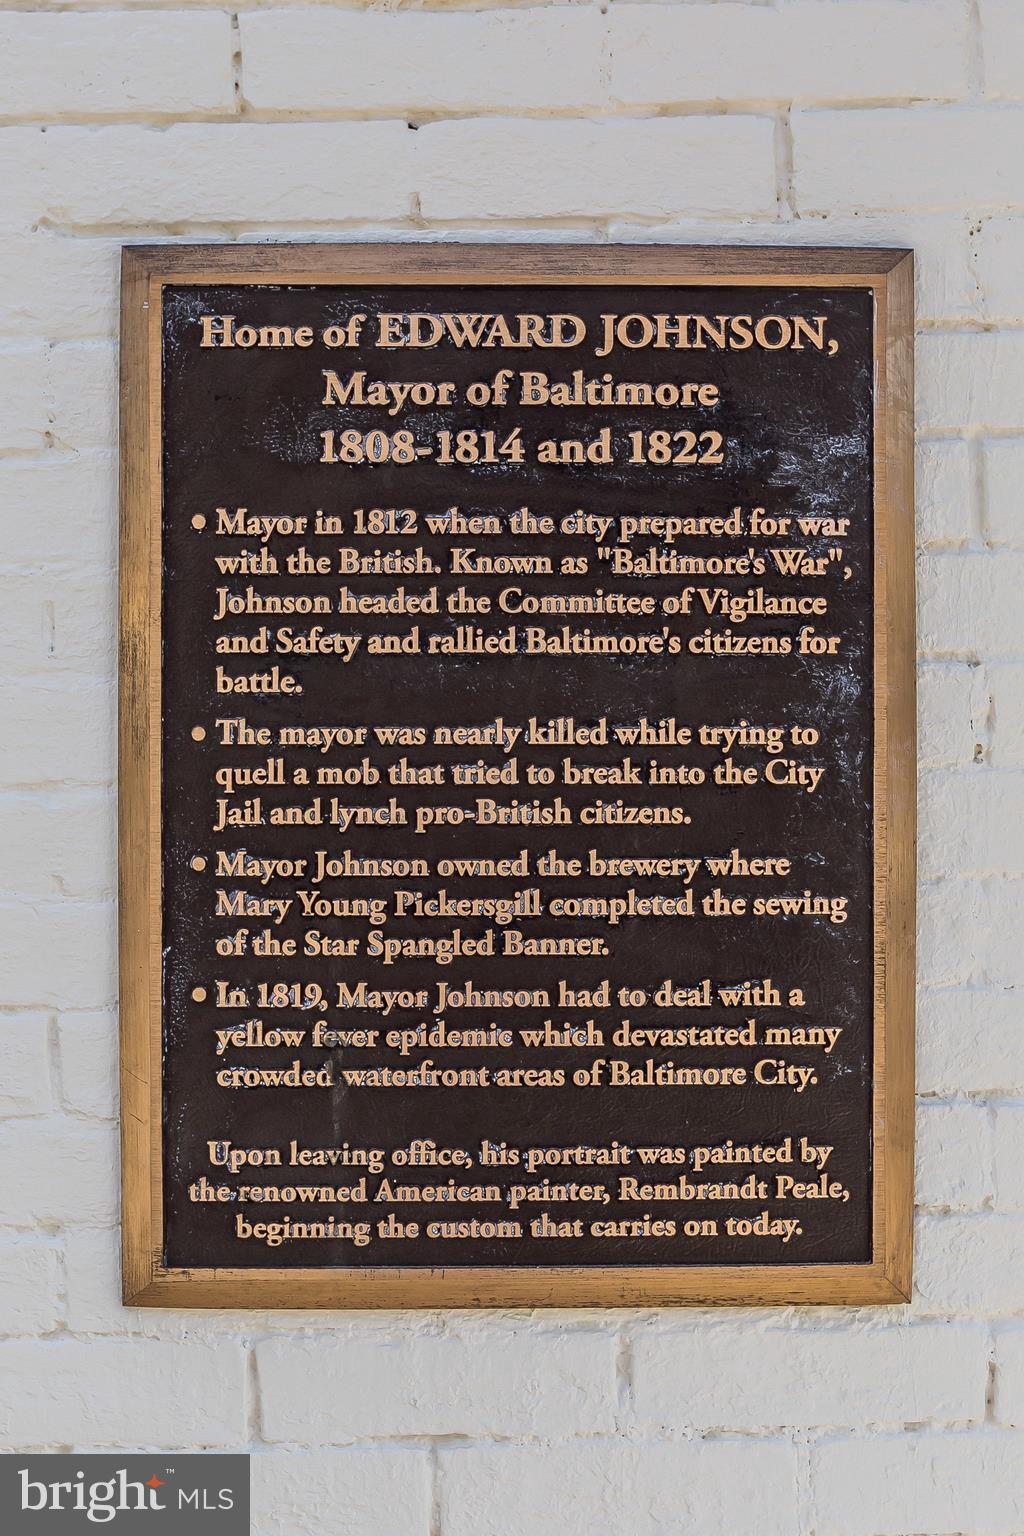 Home of EDWARD JOHNSON,
Mayor of Baltimore
1808-1814 and 1822
• Mayor in 1812 when the city prepared for war
with the British. Known as "Baltimore's War",
Johnson headed the Committee of Vigilance
and Safety and rallied Baltimore's citizens for
battle.
• The mayor was nearly killed while trying to
quell a mob that tried to break into the City
Jail and lynch pro-British citizens.
• Mayor Johnson owned the brewery where
Mary Young Pickersgill completed the sewing
of the Star Spangled Banner.
• In 1819, Mayor Johnson had to deal with a
yellow fever epidemic which devastated many
crowded waterfront areas of Baltimore City.
Upon leaving office, his portrait was painted by
the renowned American painter, Rembrandt Peale,
beginning the custom that carries on today.
bright™ MLS